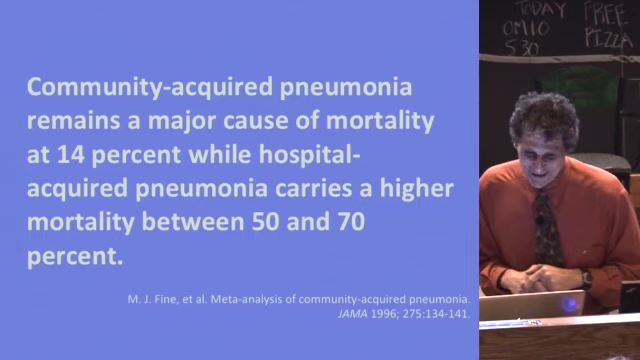 TODAY
0M10
530
FREE
PIZZA
Community-acquired pneumonia
remains a major cause of mortality
at 14 percent while hospital-
acquired pneumonia carries a higher
mortality between 50 and 70
percent.
M. J. Fine, et al. Meta-analysis of community-acquired pneumonia.
JAMA 1996; 275:134-141.